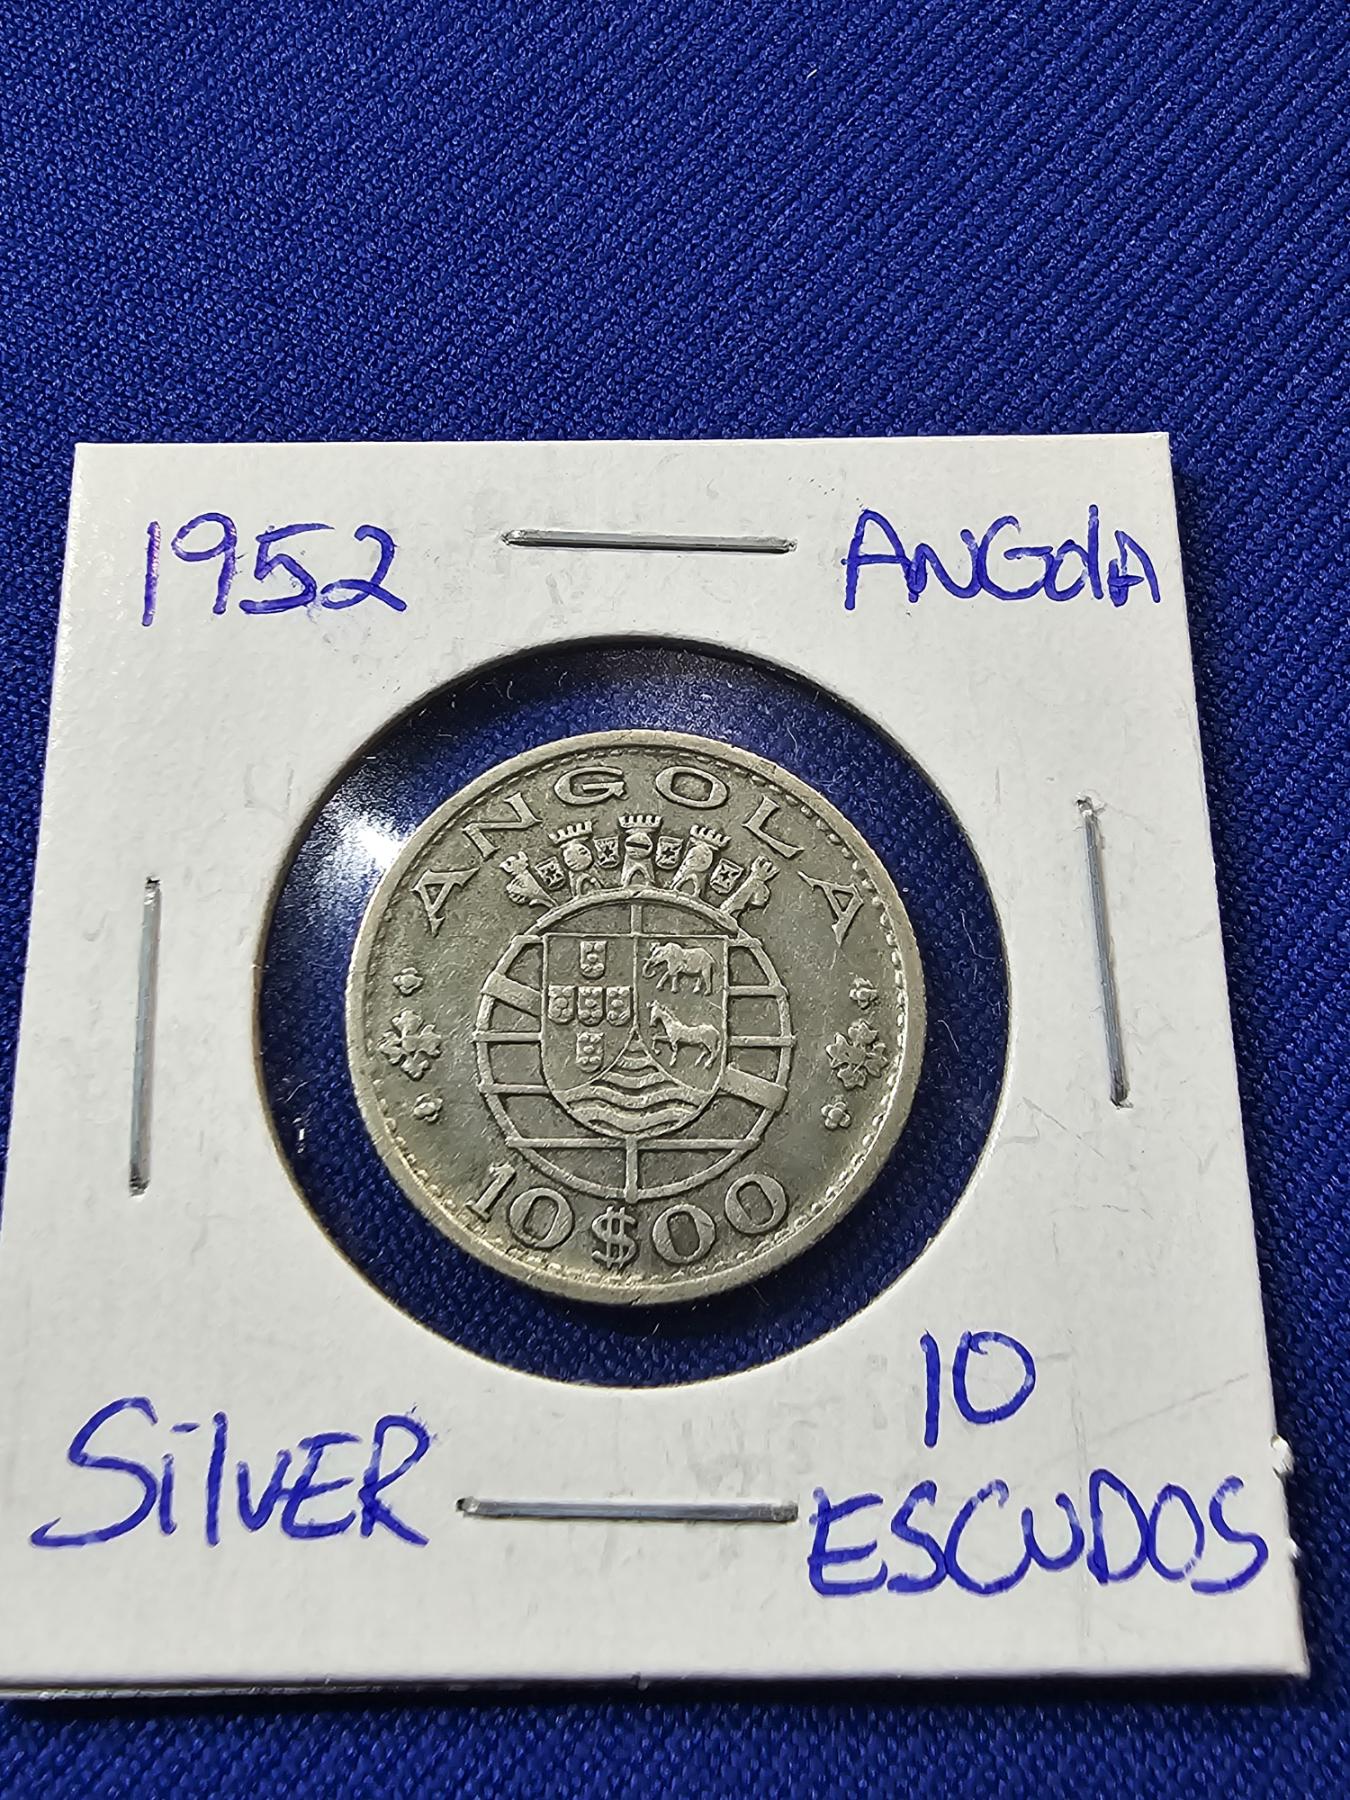 1952
ANGOlA
ANGOLA
10$00
SilVER
10
ESCUDOS